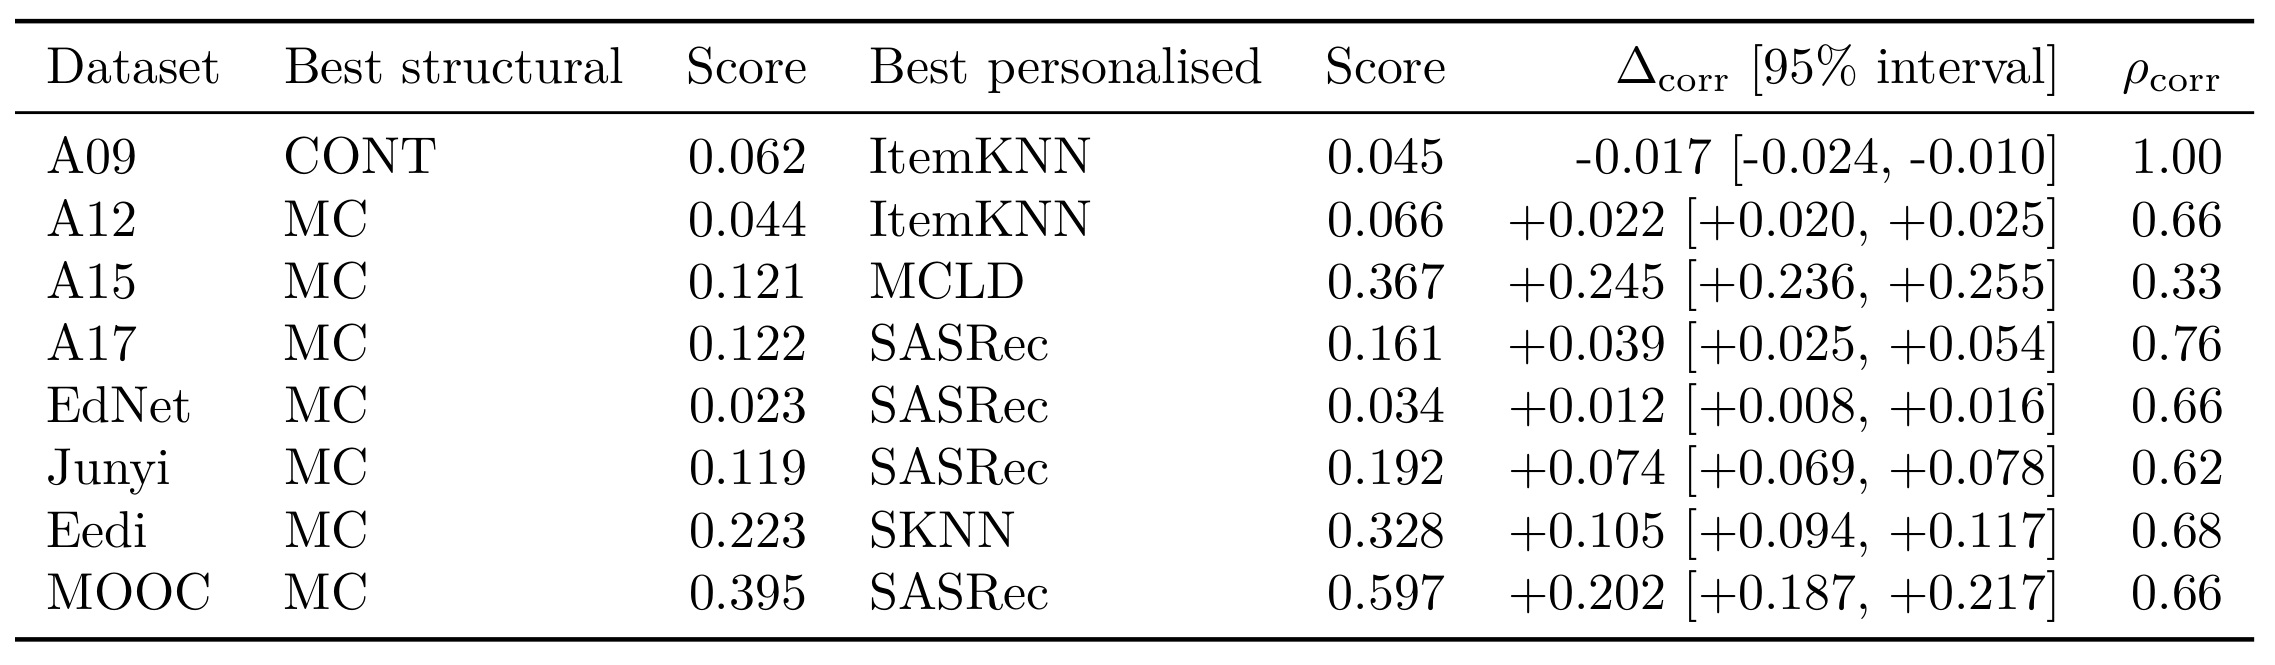 Dataset Best structural Score Best personalised Score Δcorr [95% interval] ρcorr
A09 CONT 0.062 ItemKNN 0.045 -0.017 [-0.024, -0.010] 1.00
A12 MC 0.044 ItemKNN 0.066 +0.022 [+0.020, +0.025] 0.66
A15 MC 0.121 MCLD 0.367 +0.245 [+0.236, +0.255] 0.33
A17 MC 0.122 SASRec 0.161 +0.039 [+0.025, +0.054] 0.76
EdNet MC 0.023 SASRec 0.034 +0.012 [+0.008, +0.016] 0.66
Junyi MC 0.119 SASRec 0.192 +0.074 [+0.069, +0.078] 0.62
Eedi MC 0.223 SKNN 0.328 +0.105 [+0.094, +0.117] 0.68
MOOC MC 0.395 SASRec 0.597 +0.202 [+0.187, +0.217] 0.66